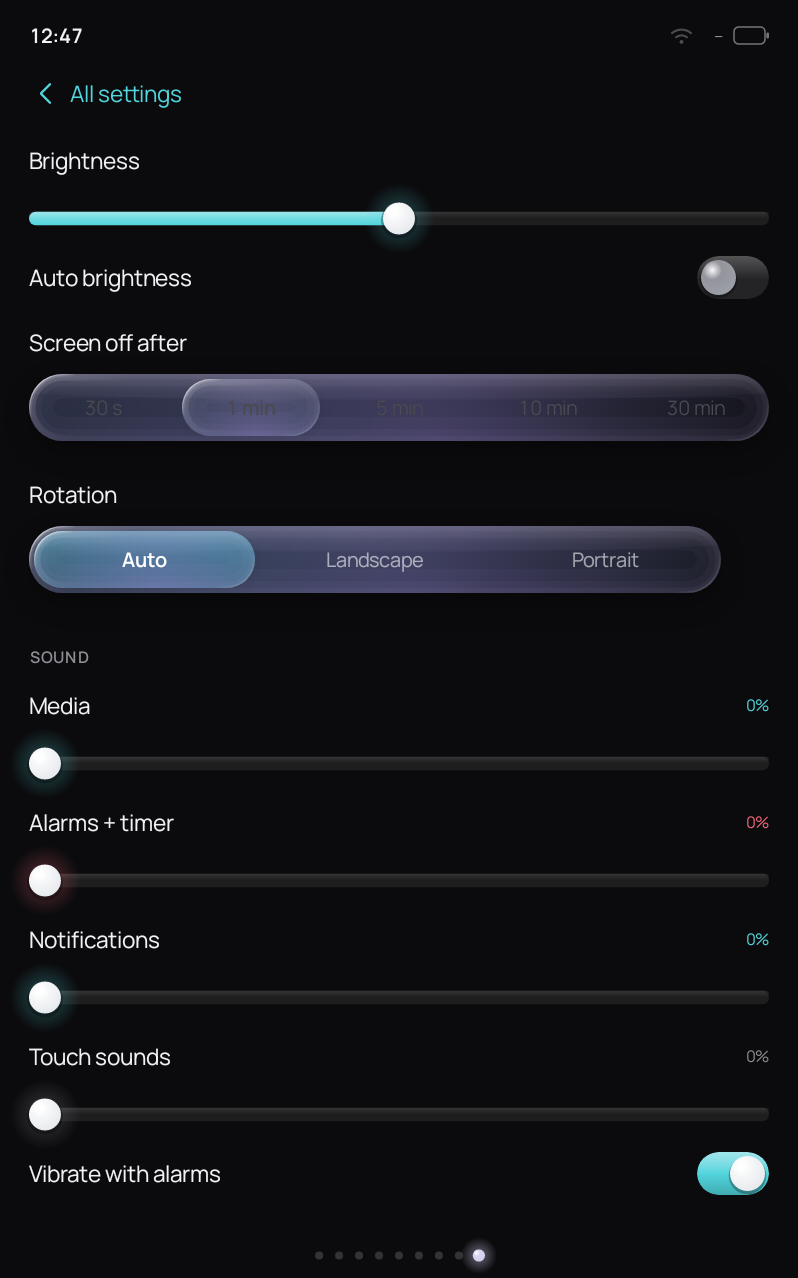 12:47
–
All settings
Brightness
Auto brightness
Screen off after
30 s 1 min 5 min 10 min 30 min
Rotation
Auto Landscape Portrait
SOUND
Media 0%
Alarms + timer 0%
Notifications 0%
Touch sounds 0%
Vibrate with alarms